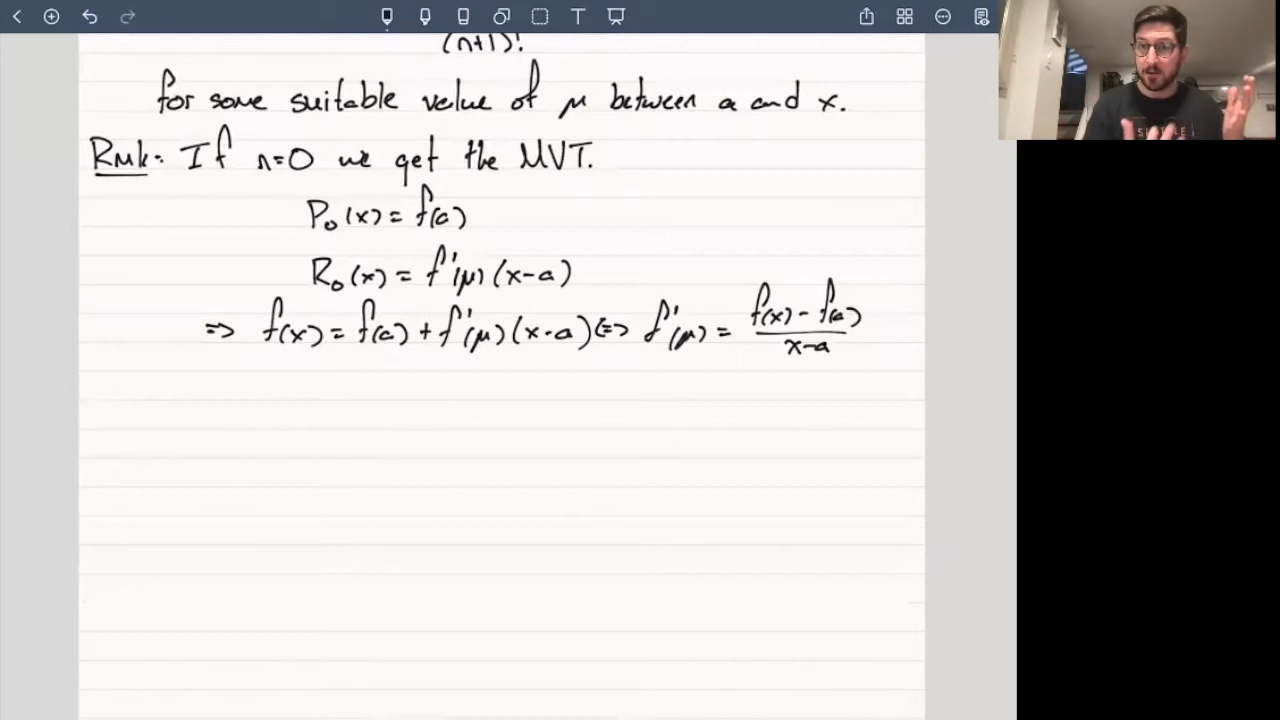 (n+1)!
for some suitable value of μ between a and x.
Rmk: If n=0 we get the MVT.
P₀(x) = f(a)
R₀(x) = f'(μ)(x-a)
⇒ f(x) = f(a) + f'(μ)(x-a) ⇔ f'(μ) = (f(x) - f(a))/(x-a)